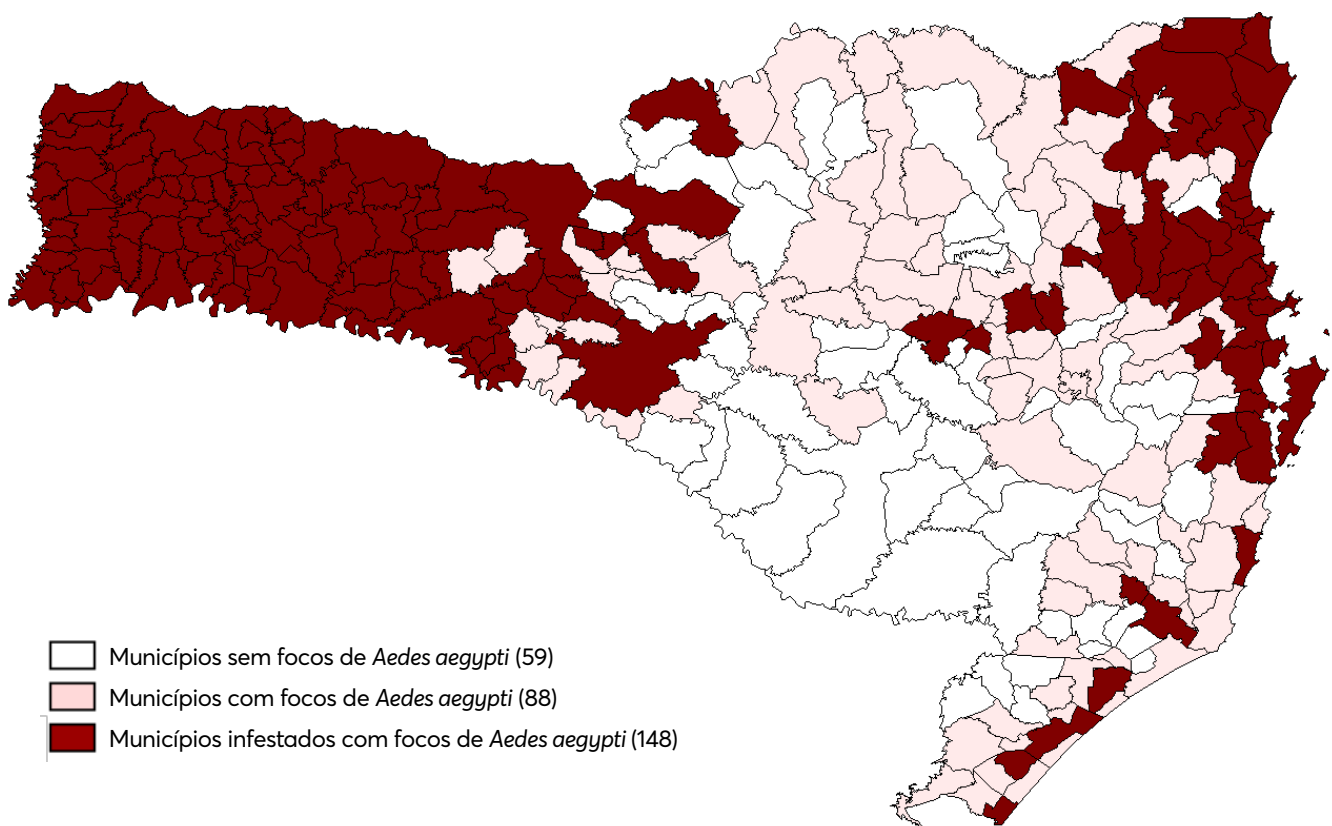 Municípios sem focos de Aedes aegypti (59)
Municípios com focos de Aedes aegypti (88)
Municípios infestados com focos de Aedes aegypti (148)